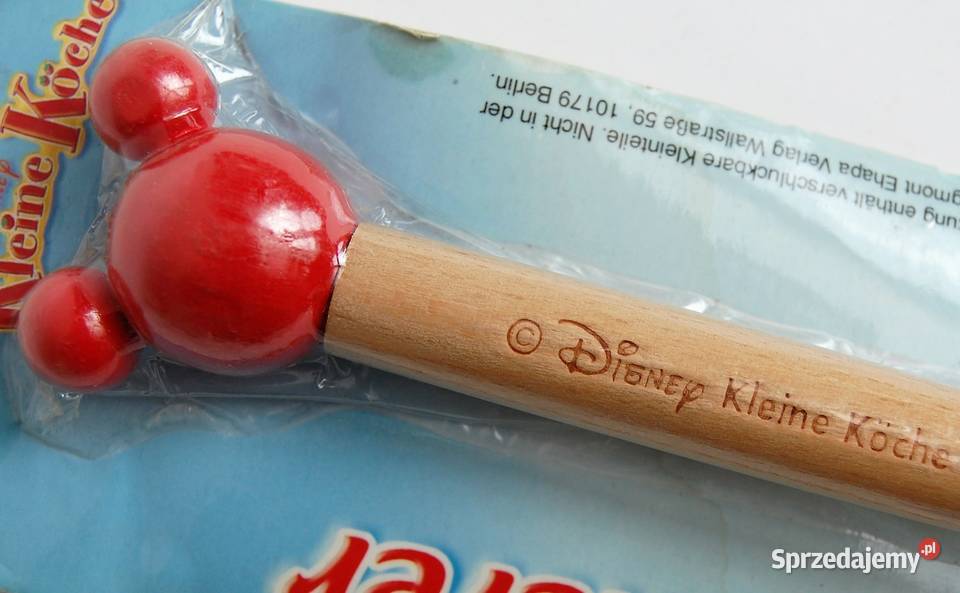 Kleine Köche
ung enthält verschluckbare Kleinteile. Nicht in der
gmont Ehapa Verlag Wallstraße 59, 10179 Berlin.
© Disney Kleine Köche
Sprzedajemy.pl